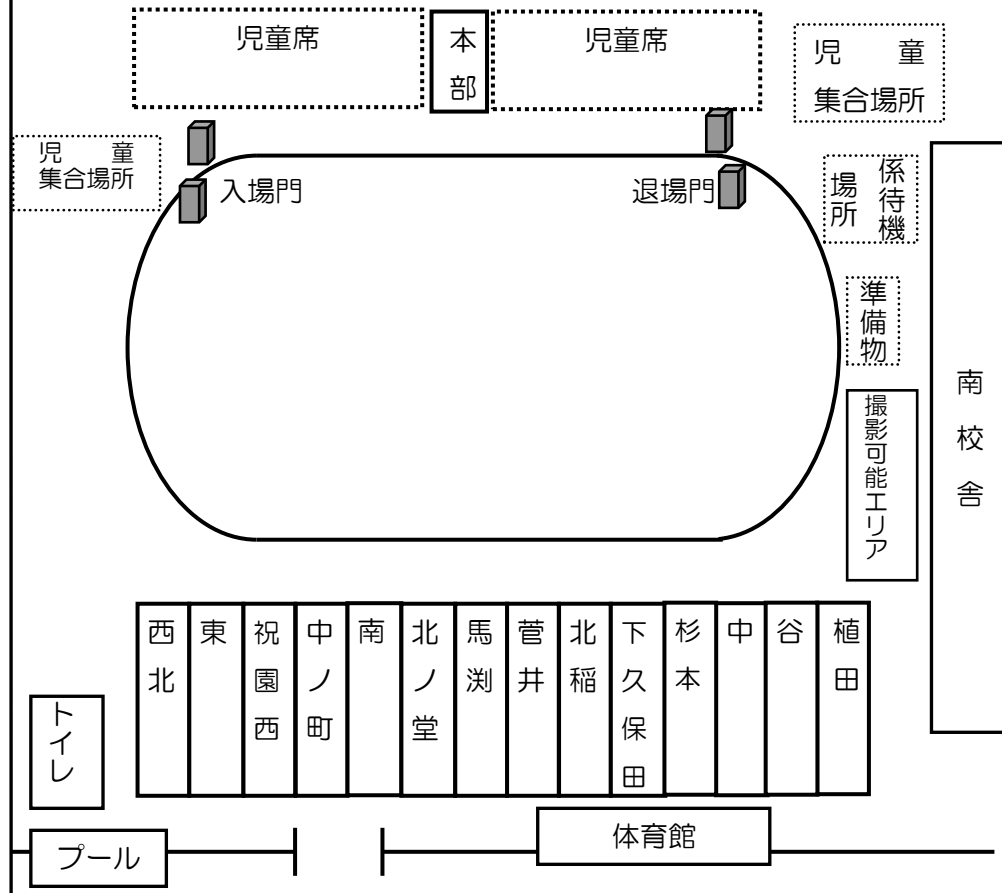 児童席
本部
児童席
児　童
集合場所
児　童
集合場所
入場門
退場門
係待機
場所
準備物
撮影可能エリア
南校舎
西北
東
祝園西
中ノ町
南
北ノ堂
馬渕
菅井
北稲
下久保田
杉本
中
谷
植田
トイレ
プール
体育館